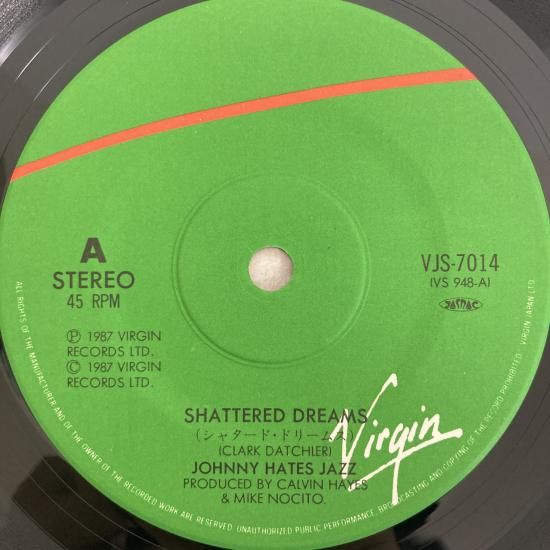 A
STEREO
45 RPM
VJS-7014
(VS 948-A)
JASRAC
Ⓟ 1987 VIRGIN
RECORDS LTD.
© 1987 VIRGIN
RECORDS LTD.
SHATTERED DREAMS
(シャタード・ドリームス)
(CLARK DATCHLER)
JOHNNY HATES JAZZ
PRODUCED BY CALVIN HAYES
& MIKE NOCITO.
Virgin
ALL RIGHTS OF THE MANUFACTURER AND OF THE OWNER OF THE RECORDED WORK ARE RESERVED. UNAUTHORIZED PUBLIC PERFORMANCE, BROADCASTING AND COPYING OF THE RECORD PROHIBITED. VIRGIN JAPAN LTD.